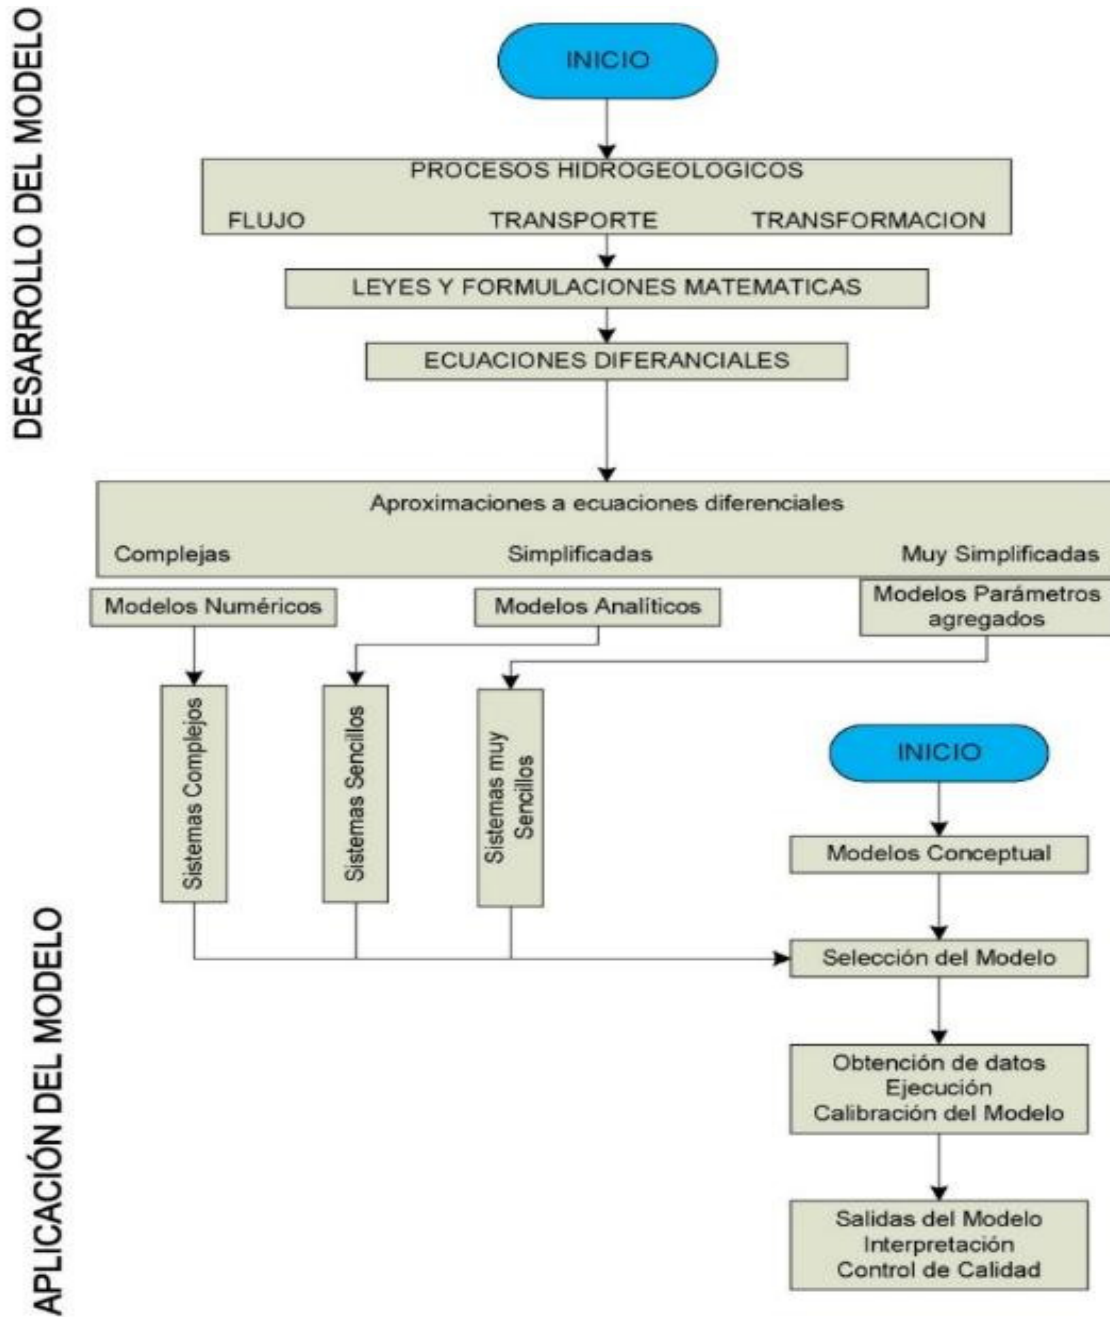 DESARROLLO DEL MODELO
INICIO
PROCESOS HIDROGEOLOGICOS
FLUJO TRANSPORTE TRANSFORMACION
LEYES Y FORMULACIONES MATEMATICAS
ECUACIONES DIFERANCIALES
Aproximaciones a ecuaciones diferenciales
Complejas Simplificadas Muy Simplificadas
Modelos Numéricos
Modelos Analíticos
Modelos Parámetros
agregados
Sistemas Complejos
Sistemas Sencillos
Sistemas muy
Sencillos
APLICACIÓN DEL MODELO
INICIO
Modelos Conceptual
Selección del Modelo
Obtención de datos
Ejecución
Calibración del Modelo
Salidas del Modelo
Interpretación
Control de Calidad